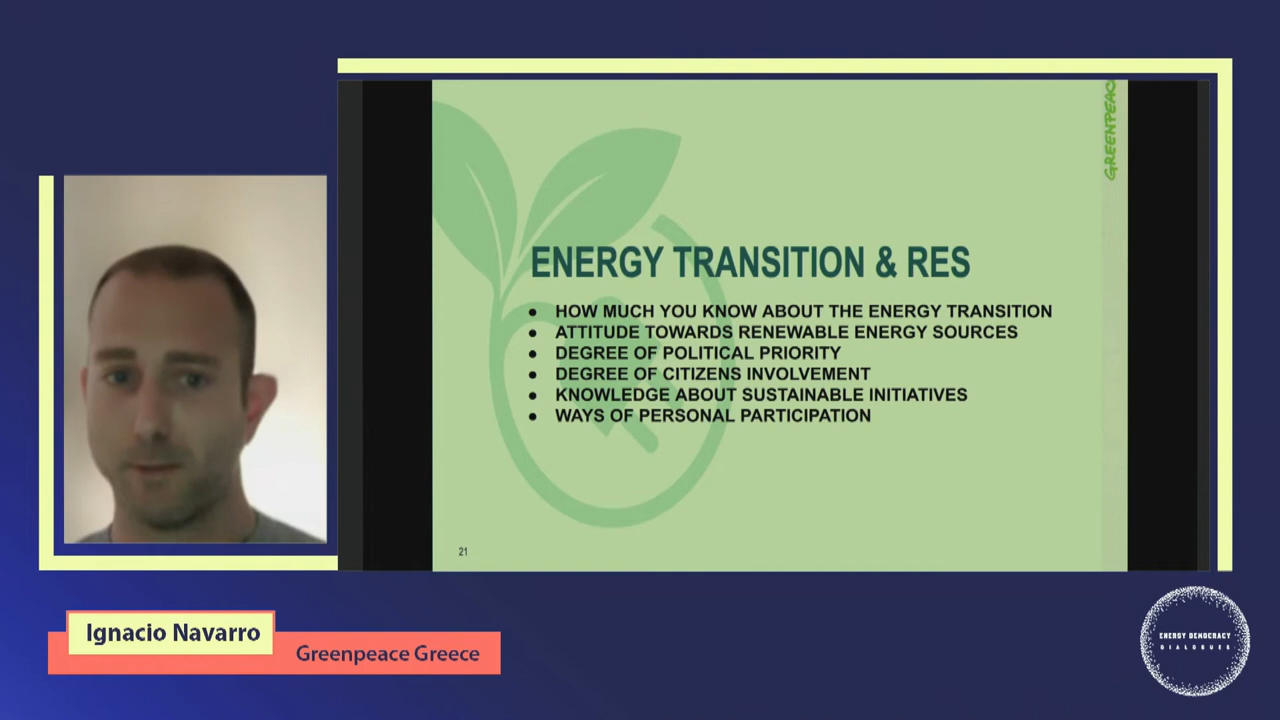 GREENPEAC
ENERGY TRANSITION & RES
● HOW MUCH YOU KNOW ABOUT THE ENERGY TRANSITION
● ATTITUDE TOWARDS RENEWABLE ENERGY SOURCES
● DEGREE OF POLITICAL PRIORITY
● DEGREE OF CITIZENS INVOLVEMENT
● KNOWLEDGE ABOUT SUSTAINABLE INITIATIVES
● WAYS OF PERSONAL PARTICIPATION
21
Ignacio Navarro
Greenpeace Greece
ENERGY DEMOCRACY
DIALOGUES